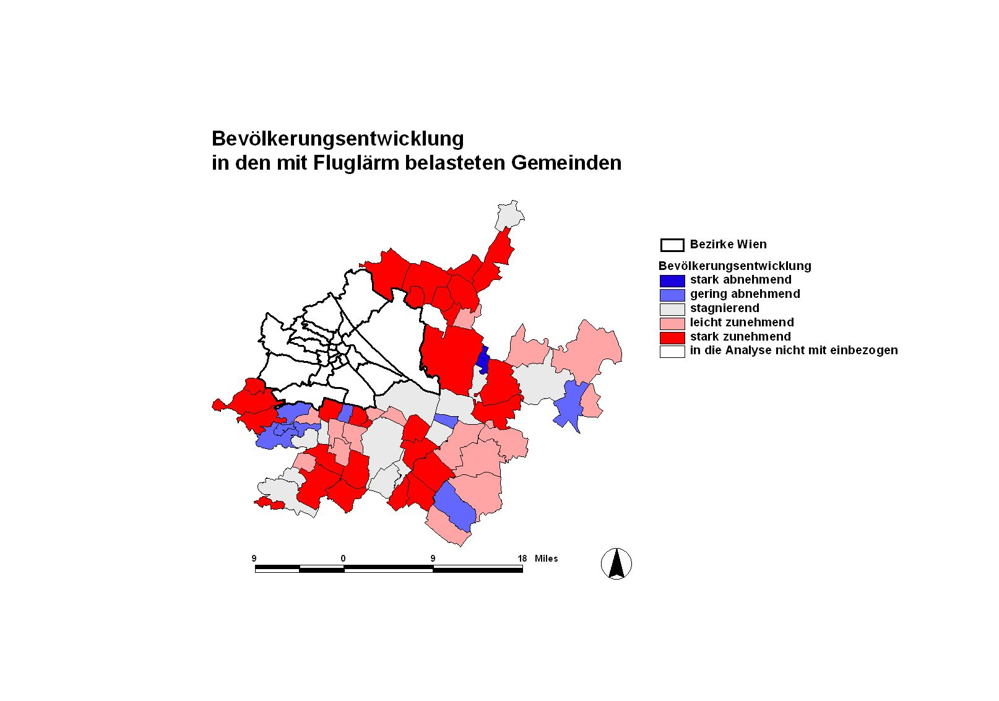 Bevölkerungsentwicklung
in den mit Fluglärm belasteten Gemeinden
Bezirke Wien
Bevölkerungsentwicklung
stark abnehmend
gering abnehmend
stagnierend
leicht zunehmend
stark zunehmend
in die Analyse nicht mit einbezogen
9 0 9 18 Miles